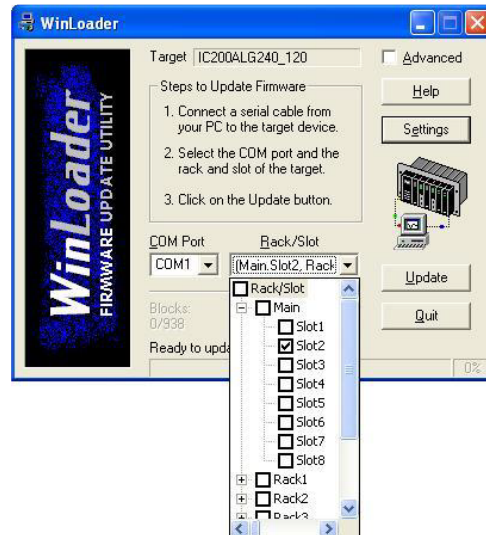 WinLoader
WinLoader
FIRMWARE UPDATE UTILITY
Target IC200ALG240_120
Advanced
Steps to Update Firmware
1. Connect a serial cable from
your PC to the target device.
2. Select the COM port and the
rack and slot of the target.
3. Click on the Update button.
Help
Settings
COM Port Rack/Slot
COM1 (Main.Slot2, Rack
Update
Quit
Blocks:
0/938
Ready to upda
0%
Rack/Slot
Main
Slot1
Slot2
Slot3
Slot4
Slot5
Slot6
Slot7
Slot8
Rack1
Rack2
Rack3